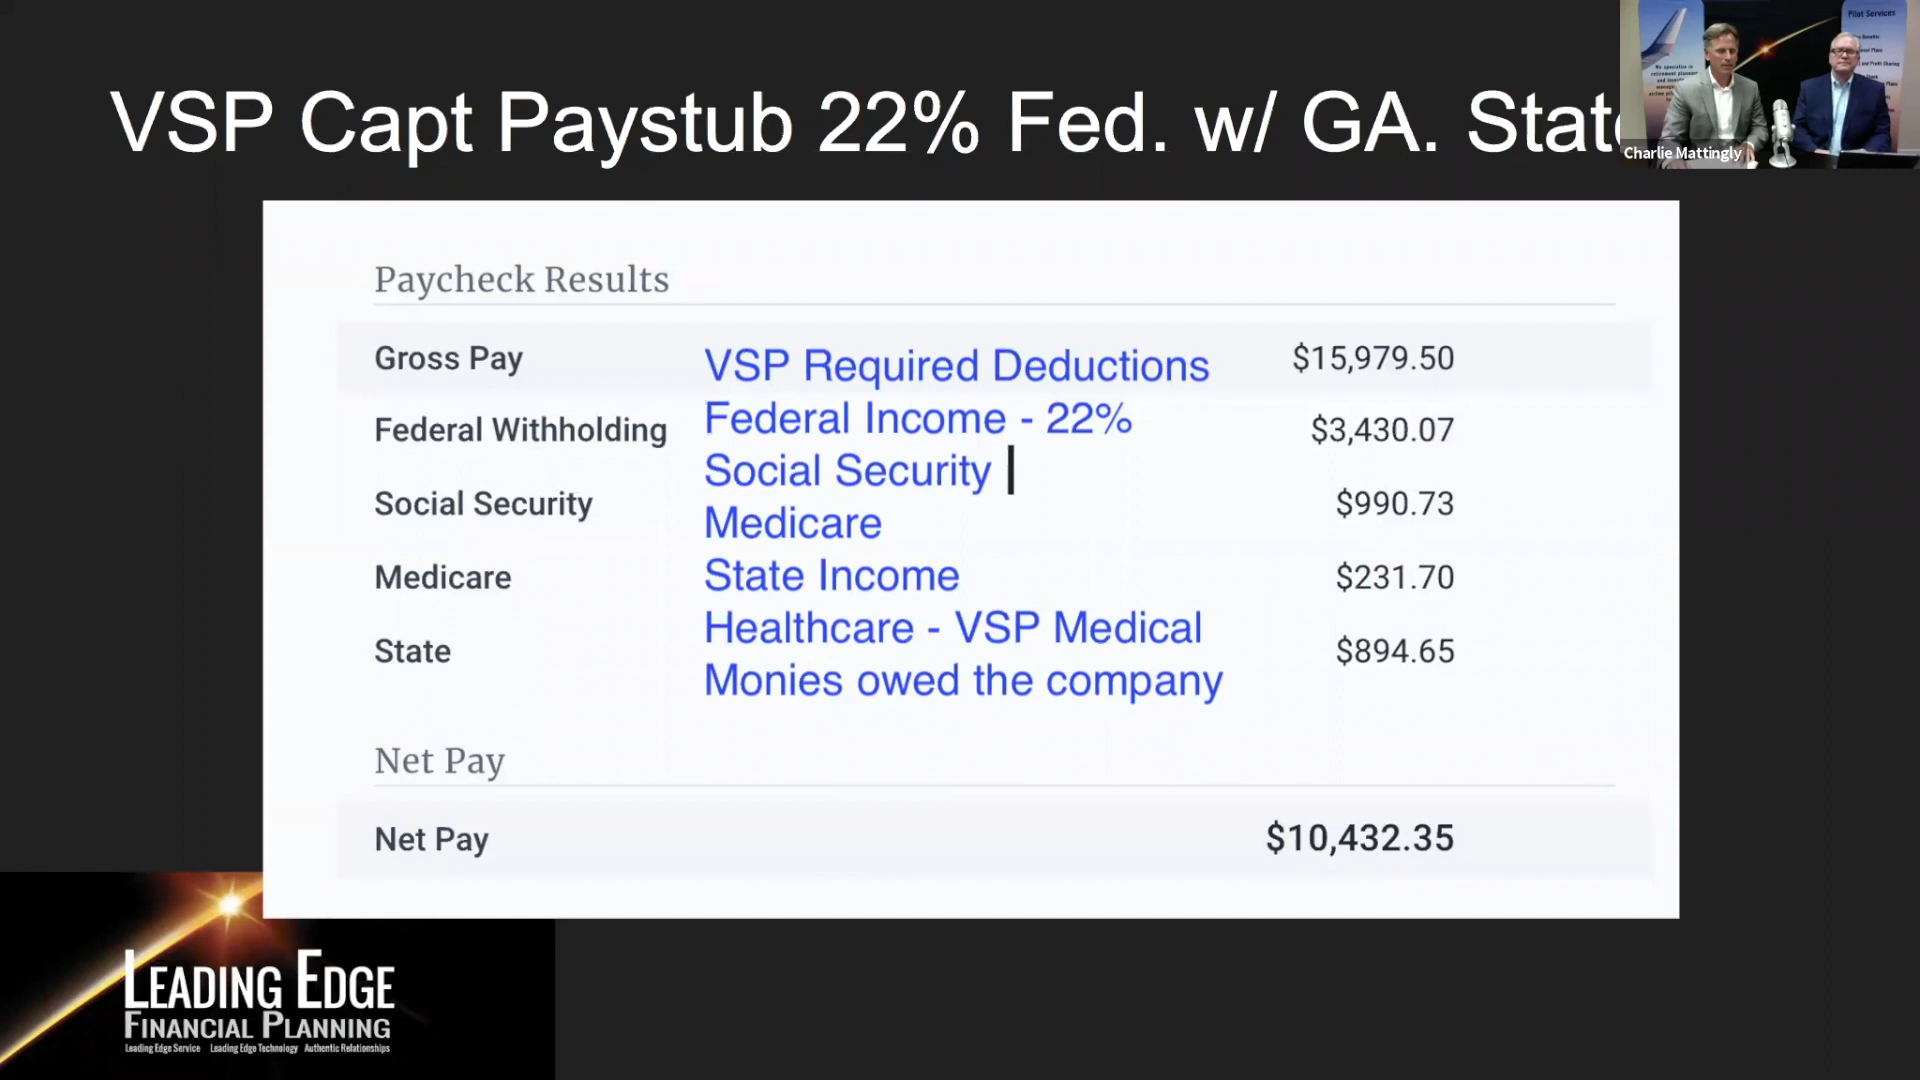 VSP Capt Paystub 22% Fed. w/ GA. State
Pilot Services
Charlie Mattingly
Paycheck Results
Gross Pay
VSP Required Deductions
$15,979.50
Federal Withholding
Federal Income - 22%
$3,430.07
Social Security
Social Security
$990.73
Medicare
Medicare
$231.70
State Income
State
Healthcare - VSP Medical
$894.65
Monies owed the company
Net Pay
Net Pay
$10,432.35
LEADING EDGE
FINANCIAL PLANNING
Leading Edge Service Leading Edge Technology Authentic Relationships